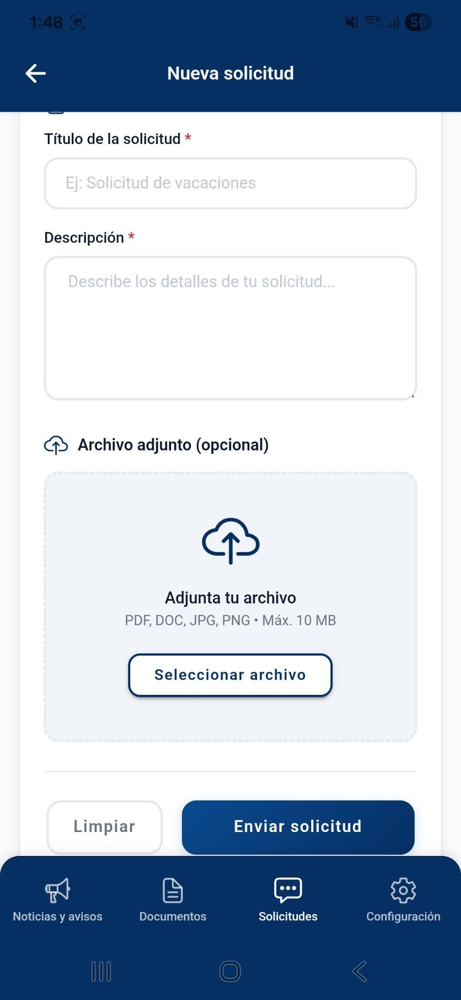 1:48
6
56
Nueva solicitud
Título de la solicitud *
Ej: Solicitud de vacaciones
Descripción *
Describe los detalles de tu solicitud...
Archivo adjunto (opcional)
Adjunta tu archivo
PDF, DOC, JPG, PNG • Máx. 10 MB
Seleccionar archivo
Limpiar
Enviar solicitud
Noticias y avisos
Documentos
Solicitudes
Configuración